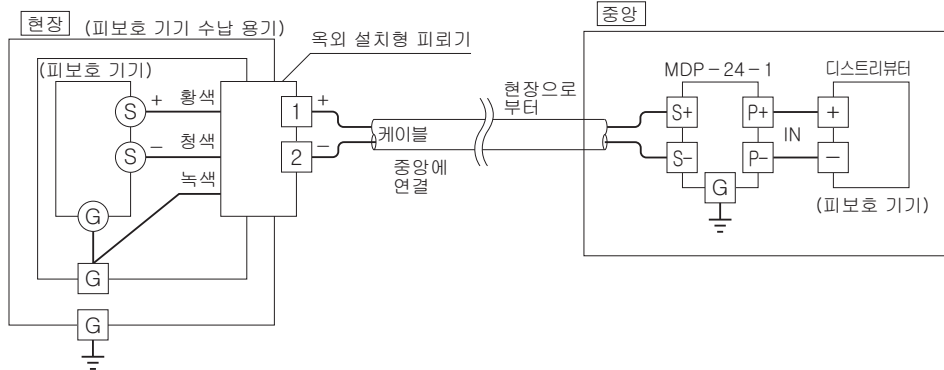 현장 (피보호 기기 수납 용기)
옥외 설치형 피뢰기
(피보호 기기)
S + 황색
S − 청색
녹색
G
G
G
1 +
2 −
케이블
중앙에
연결
현장으로
부터
중앙
MDP－24－1
디스트리뷰터
S+ P+ +
IN
S− P− −
G
(피보호 기기)